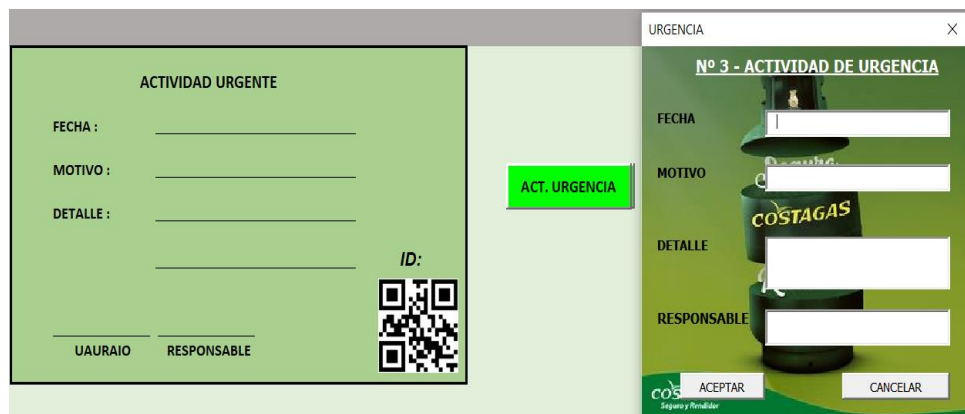 ACTIVIDAD URGENTE
FECHA :
MOTIVO :
DETALLE :
ID:
UAURAIO RESPONSABLE
ACT. URGENCIA
URGENCIA
Nº 3 - ACTIVIDAD DE URGENCIA
FECHA
MOTIVO
COSTAGAS
DETALLE
RESPONSABLE
ACEPTAR CANCELAR
Seguro y Rendidor